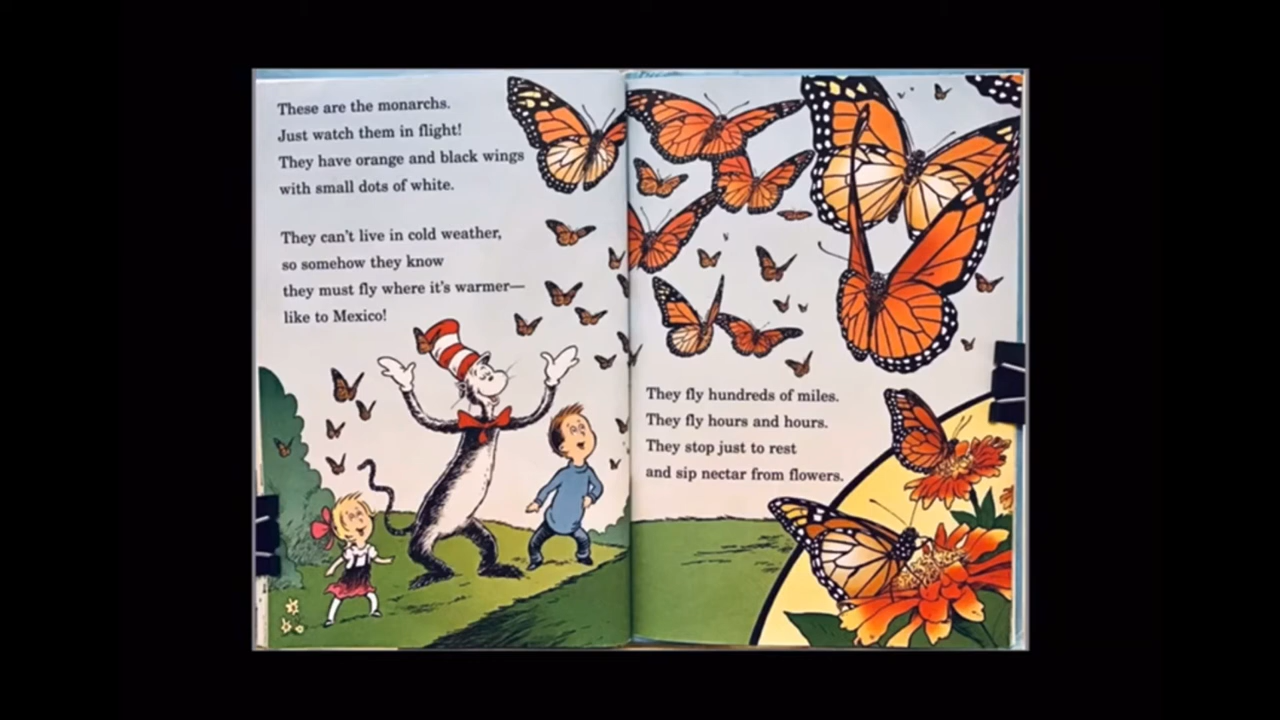 These are the monarchs.
Just watch them in flight!
They have orange and black wings
with small dots of white.
They can't live in cold weather,
so somehow they know
they must fly where it's warmer—
like to Mexico!
They fly hundreds of miles.
They fly hours and hours.
They stop just to rest
and sip nectar from flowers.